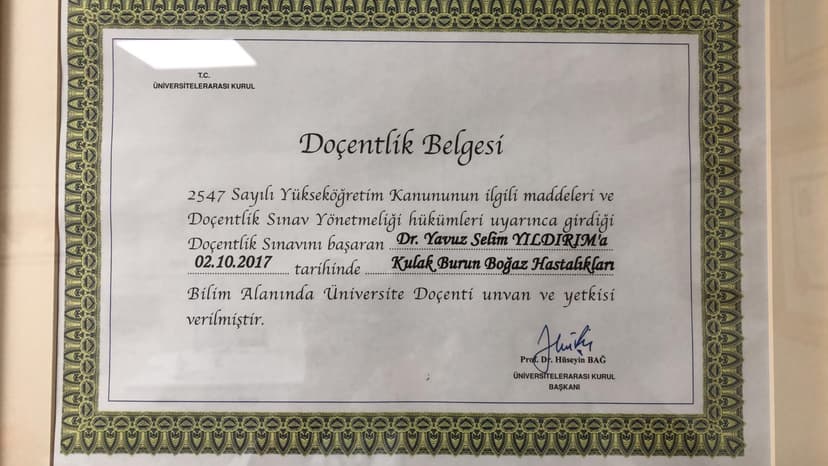 T.C.
ÜNİVERSİTELERARASI KURUL
Doçentlik Belgesi
2547 Sayılı Yükseköğretim Kanununun ilgili maddeleri ve
Doçentlik Sınav Yönetmeliği hükümleri uyarınca girdiği
Doçentlik Sınavını başaran Dr. Yavuz Selim YILDIRIM'a
02.10.2017 tarihinde Kulak Burun Boğaz Hastalıkları
Bilim Alanında Üniversite Doçenti unvan ve yetkisi
verilmiştir.
Prof. Dr. Hüseyin BAĞ
ÜNİVERSİTELERARASI KURUL
BAŞKANI